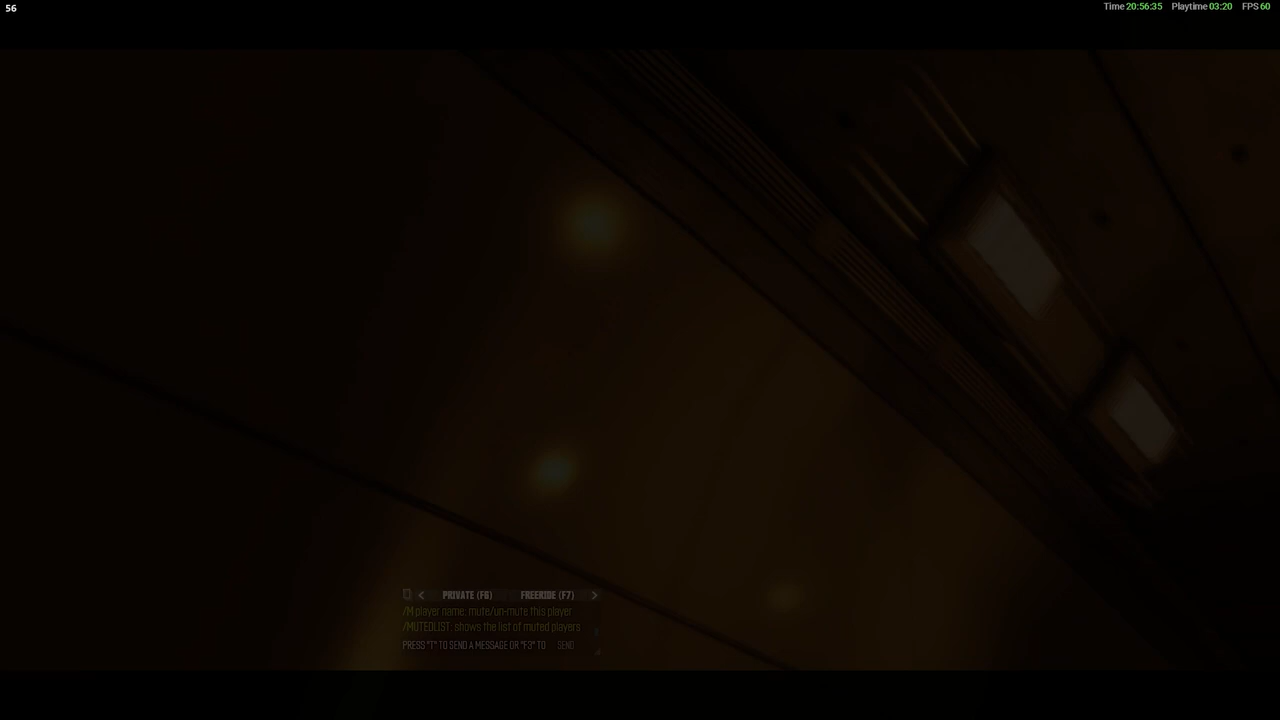 56
Time 20:56:35 Playtime 03:20 FPS 60
< PRIVATE (F6) FREERIDE (F7) >
/M player name: mute/un-mute this player
/MUTEDLIST: shows the list of muted players
PRESS "T" TO SEND A MESSAGE OR "F3" TO SEND